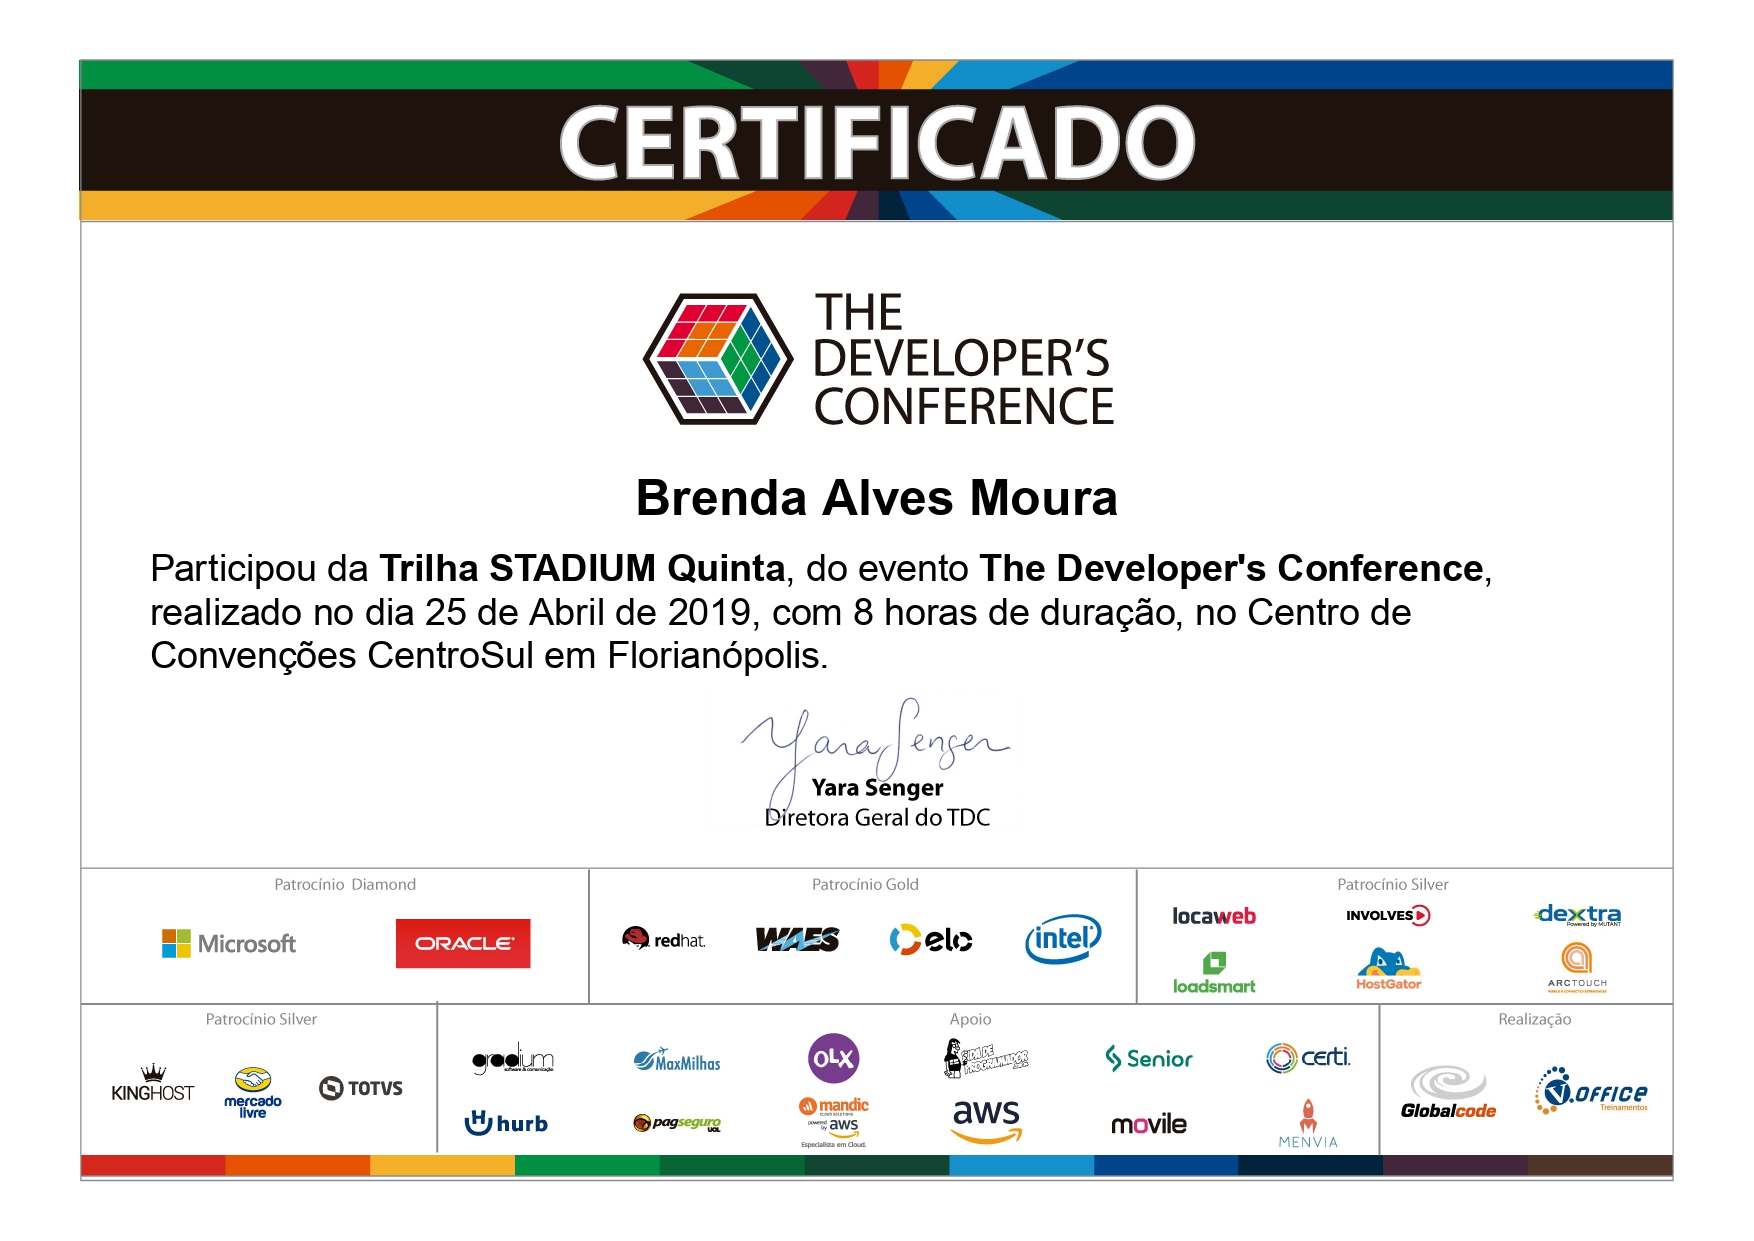 CERTIFICADO
THE
DEVELOPER'S
CONFERENCE
Brenda Alves Moura
Participou da Trilha STADIUM Quinta, do evento The Developer's Conference,
realizado no dia 25 de Abril de 2019, com 8 horas de duração, no Centro de
Convenções CentroSul em Florianópolis.
Yara Senger
Yara Senger
Diretora Geral do TDC
Patrocínio Diamond
Microsoft
ORACLE
Patrocínio Gold
redhat.
WAES
elo
intel
Patrocínio Silver
locaweb
INVOLVES
dextra
Powered by MUTANT
loadsmart
HostGator
ARCTOUCH
Patrocínio Silver
KINGHOST
mercado
livre
TOTVS
Apoio
gradium
software & comunicação
MaxMilhas
OLX
VIDA DE
PROGRAMADOR
Senior
certi.
hurb
pagseguro
UOL
mandic
CLOUD SOLUTIONS
powered
by aws
Especialista em Cloud.
aws
movile
MENVIA
Realização
Globalcode
V.OFFICE
Treinamentos